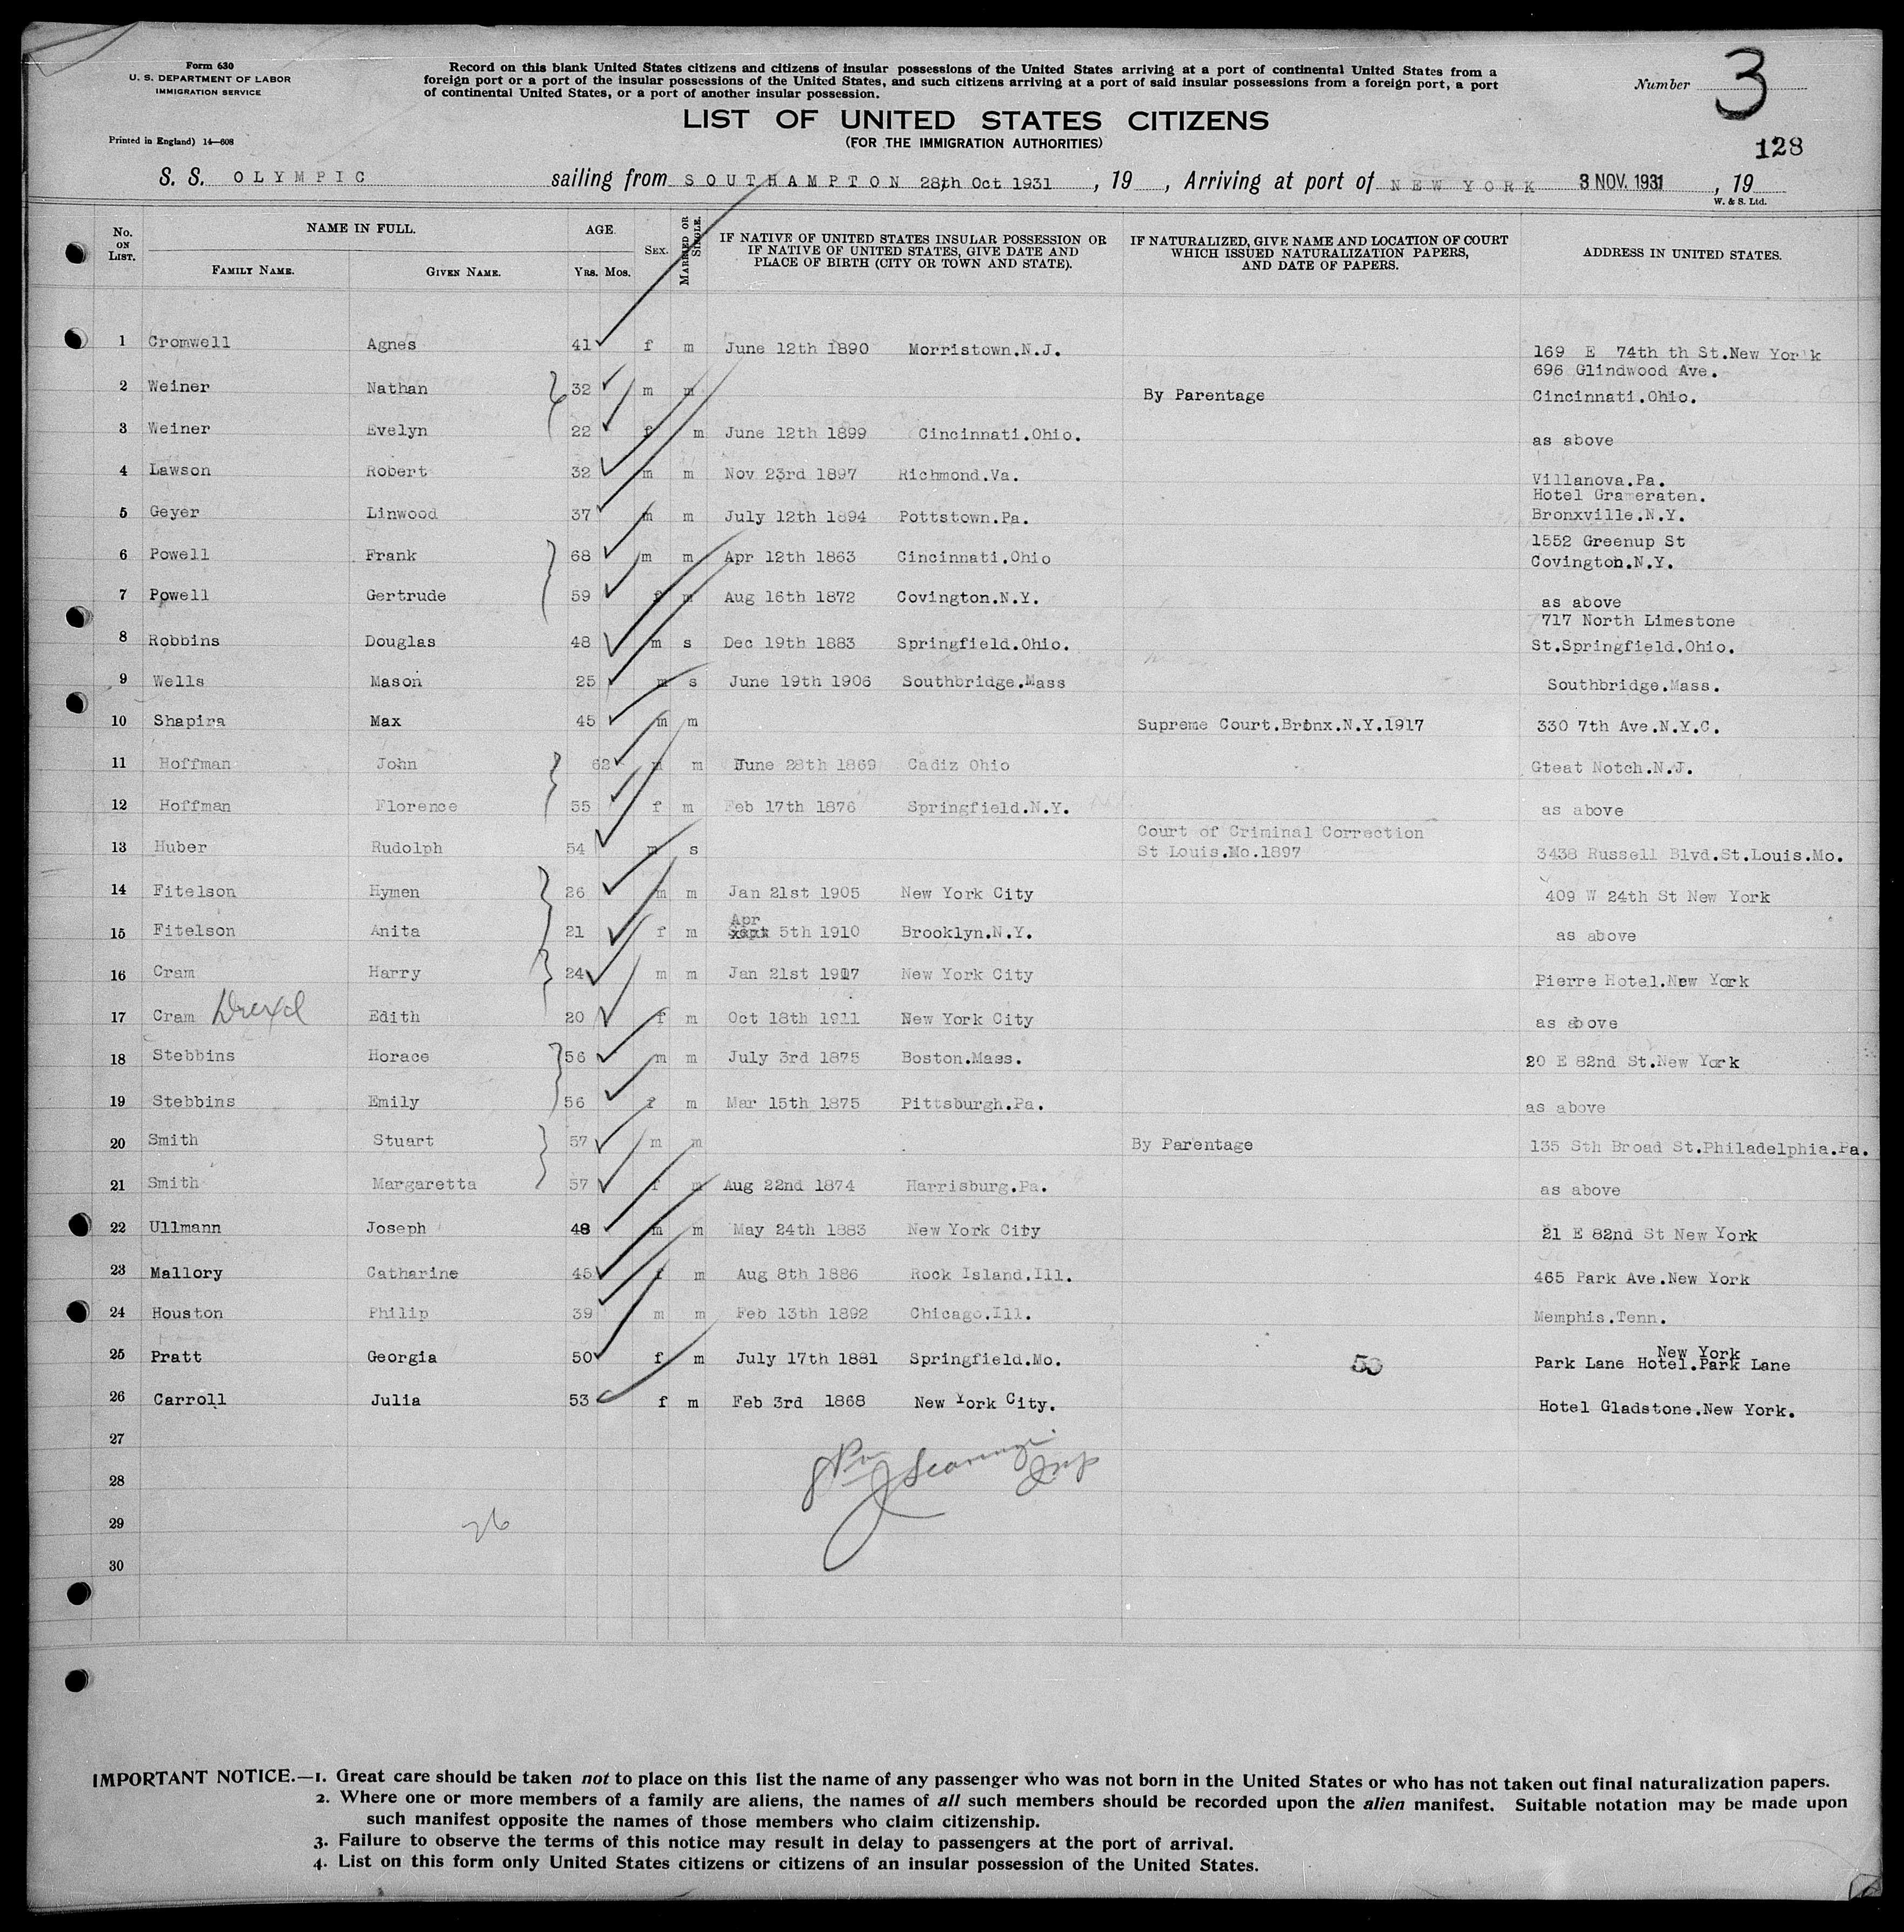 Form 630
U. S. DEPARTMENT OF LABOR
IMMIGRATION SERVICE
Printed in England) 14—608
Record on this blank United States citizens and citizens of insular possessions of the United States arriving at a port of continental United States from a
foreign port or a port of the insular possessions of the United States, and such citizens arriving at a port of said insular possessions from a foreign port, a port
of continental United States, or a port of another insular possession.
Number 3
LIST OF UNITED STATES CITIZENS
(FOR THE IMMIGRATION AUTHORITIES)
128
S. S. OLYMPIC sailing from SOUTHAMPTON 28th Oct 1931, 19 , Arriving at port of NEW YORK 3 NOV. 1931, 19
W. & S. Ltd.
No. ON LIST. NAME IN FULL. FAMILY NAME. GIVEN NAME. AGE. YRS. MOS. SEX. MARRIED OR SINGLE. IF NATIVE OF UNITED STATES INSULAR POSSESSION OR IF NATIVE OF UNITED STATES, GIVE DATE AND PLACE OF BIRTH (CITY OR TOWN AND STATE). IF NATURALIZED, GIVE NAME AND LOCATION OF COURT WHICH ISSUED NATURALIZATION PAPERS, AND DATE OF PAPERS. ADDRESS IN UNITED STATES.
1 Cromwell Agnes 41 f m June 12th 1890 Morristown.N.J. 169 E 74th th St.New York
696 Glindwood Ave.
2 Weiner Nathan 32 m m By Parentage Cincinnati.Ohio.
3 Weiner Evelyn 22 f m June 12th 1899 Cincinnati.Ohio. as above
4 Lawson Robert 32 m m Nov 23rd 1897 Richmond.Va. Villanova.Pa.
Hotel Grameraten.
5 Geyer Linwood 37 m m July 12th 1894 Pottstown.Pa. Bronxville.N.Y.
1552 Greenup St
6 Powell Frank 68 m m Apr 12th 1863 Cincinnati.Ohio Covington.N.Y.
7 Powell Gertrude 59 f m Aug 16th 1872 Covington.N.Y. as above
717 North Limestone
8 Robbins Douglas 48 m s Dec 19th 1883 Springfield.Ohio. St.Springfield.Ohio.
9 Wells Mason 25 m s June 19th 1906 Southbridge.Mass Southbridge.Mass.
10 Shapira Max 45 m m Supreme Court.Bronx.N.Y.1917 330 7th Ave.N.Y.C.
11 Hoffman John 62 m m June 28th 1869 Cadiz Ohio Gteat Notch.N.J.
12 Hoffman Florence 55 f m Feb 17th 1876 Springfield.N.Y. as above
Court of Criminal Correction
13 Huber Rudolph 54 m s St Louis.Mo.1897 3438 Russell Blvd.St.Louis.Mo.
14 Fitelson Hymen 26 m m Jan 21st 1905 New York City 409 W 24th St New York
Apr
15 Fitelson Anita 21 f m 5th 1910 Brooklyn.N.Y. as above
16 Cram Harry 24 m m Jan 21st 1907 New York City Pierre Hotel.New York
17 Cram Drexel Edith 20 f m Oct 18th 1911 New York City as above
18 Stebbins Horace 56 m m July 3rd 1875 Boston.Mass. 20 E 82nd St.New York
19 Stebbins Emily 56 f m Mar 15th 1875 Pittsburgh.Pa. as above
20 Smith Stuart 57 m m By Parentage 135 Sth Broad St.Philadelphia.Pa.
21 Smith Margaretta 57 f m Aug 22nd 1874 Harrisburg.Pa. as above
22 Ullmann Joseph 48 m m May 24th 1883 New York City 21 E 82nd St New York
23 Mallory Catharine 45 f m Aug 8th 1886 Rock Island.Ill. 465 Park Ave.New York
24 Houston Philip 39 m m Feb 13th 1892 Chicago.Ill. Memphis.Tenn.
New York
25 Pratt Georgia 50 f m July 17th 1881 Springfield.Mo. 50 Park Lane Hotel.Park Lane
26 Carroll Julia 53 f m Feb 3rd 1868 New York City. Hotel Gladstone.New York.
27
28
29 26
30
IMPORTANT NOTICE.—1. Great care should be taken not to place on this list the name of any passenger who was not born in the United States or who has not taken out final naturalization papers.
2. Where one or more members of a family are aliens, the names of all such members should be recorded upon the alien manifest. Suitable notation may be made upon
such manifest opposite the names of those members who claim citizenship.
3. Failure to observe the terms of this notice may result in delay to passengers at the port of arrival.
4. List on this form only United States citizens or citizens of an insular possession of the United States.